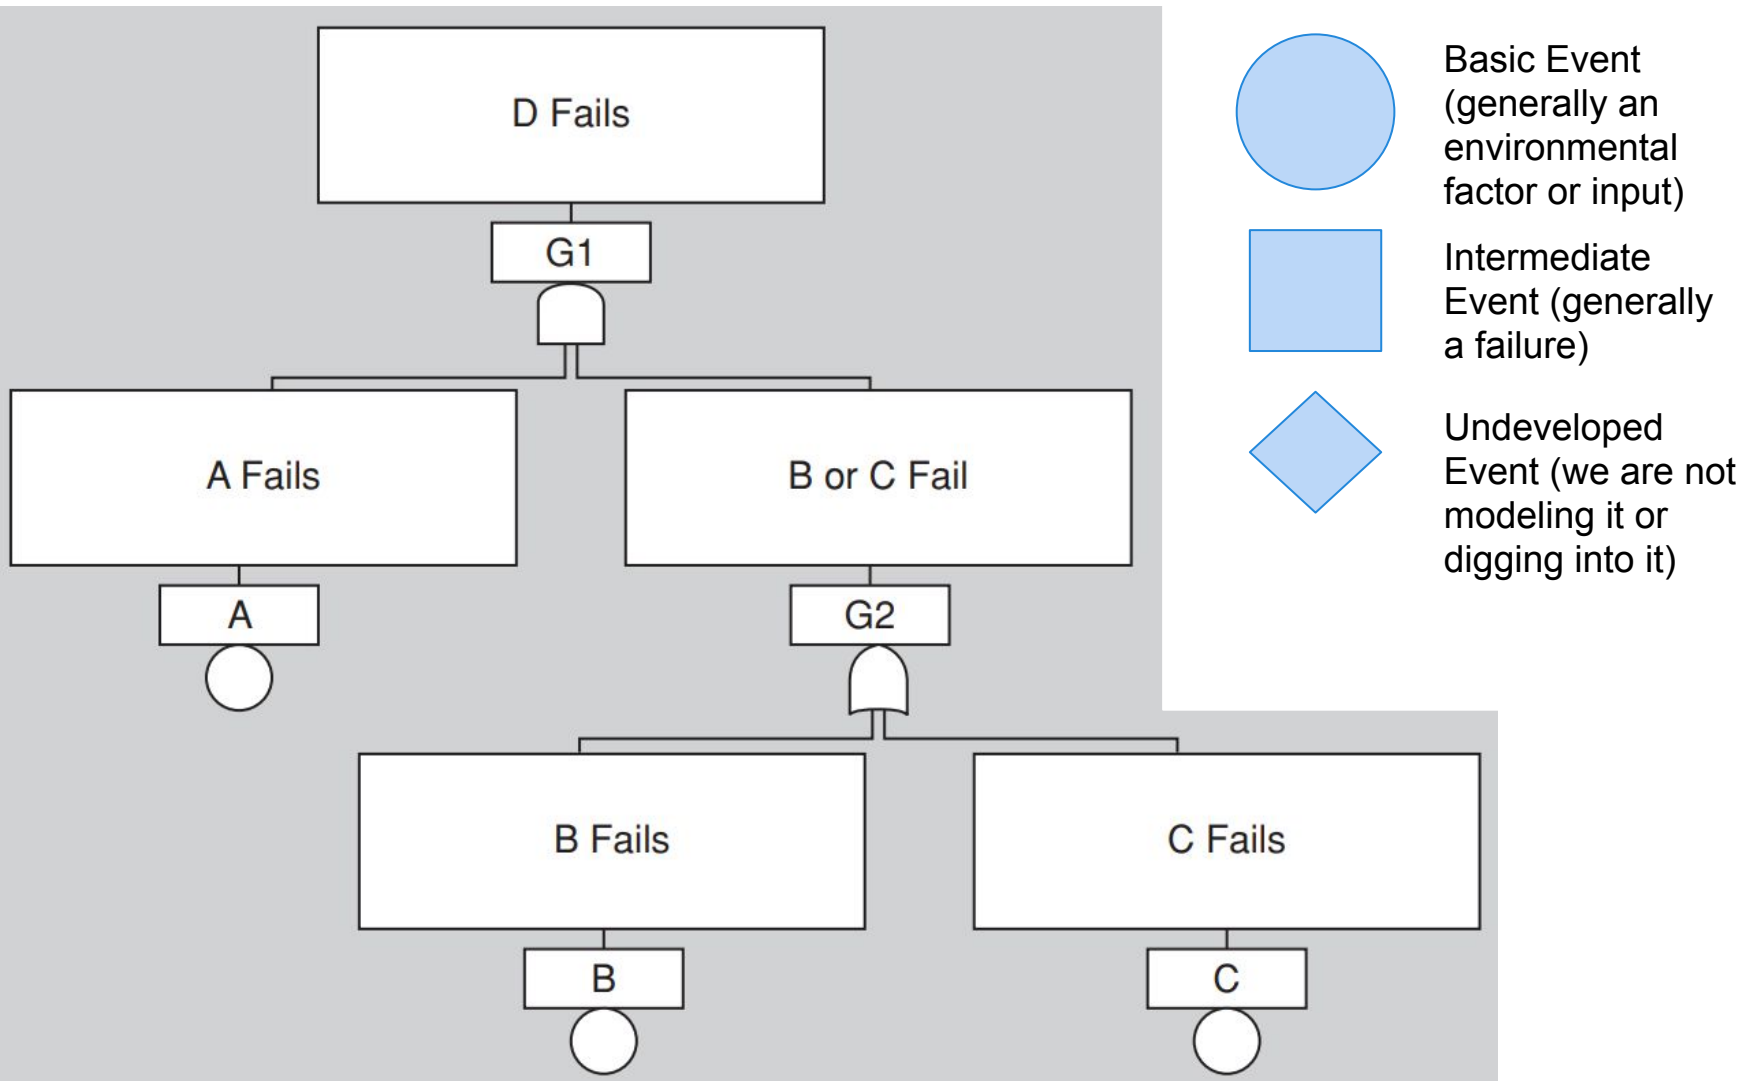 D Fails
G1
A Fails
B or C Fail
A
G2
B Fails
C Fails
B
C
Basic Event
(generally an
environmental
factor or input)
Intermediate
Event (generally
a failure)
Undeveloped
Event (we are not
modeling it or
digging into it)